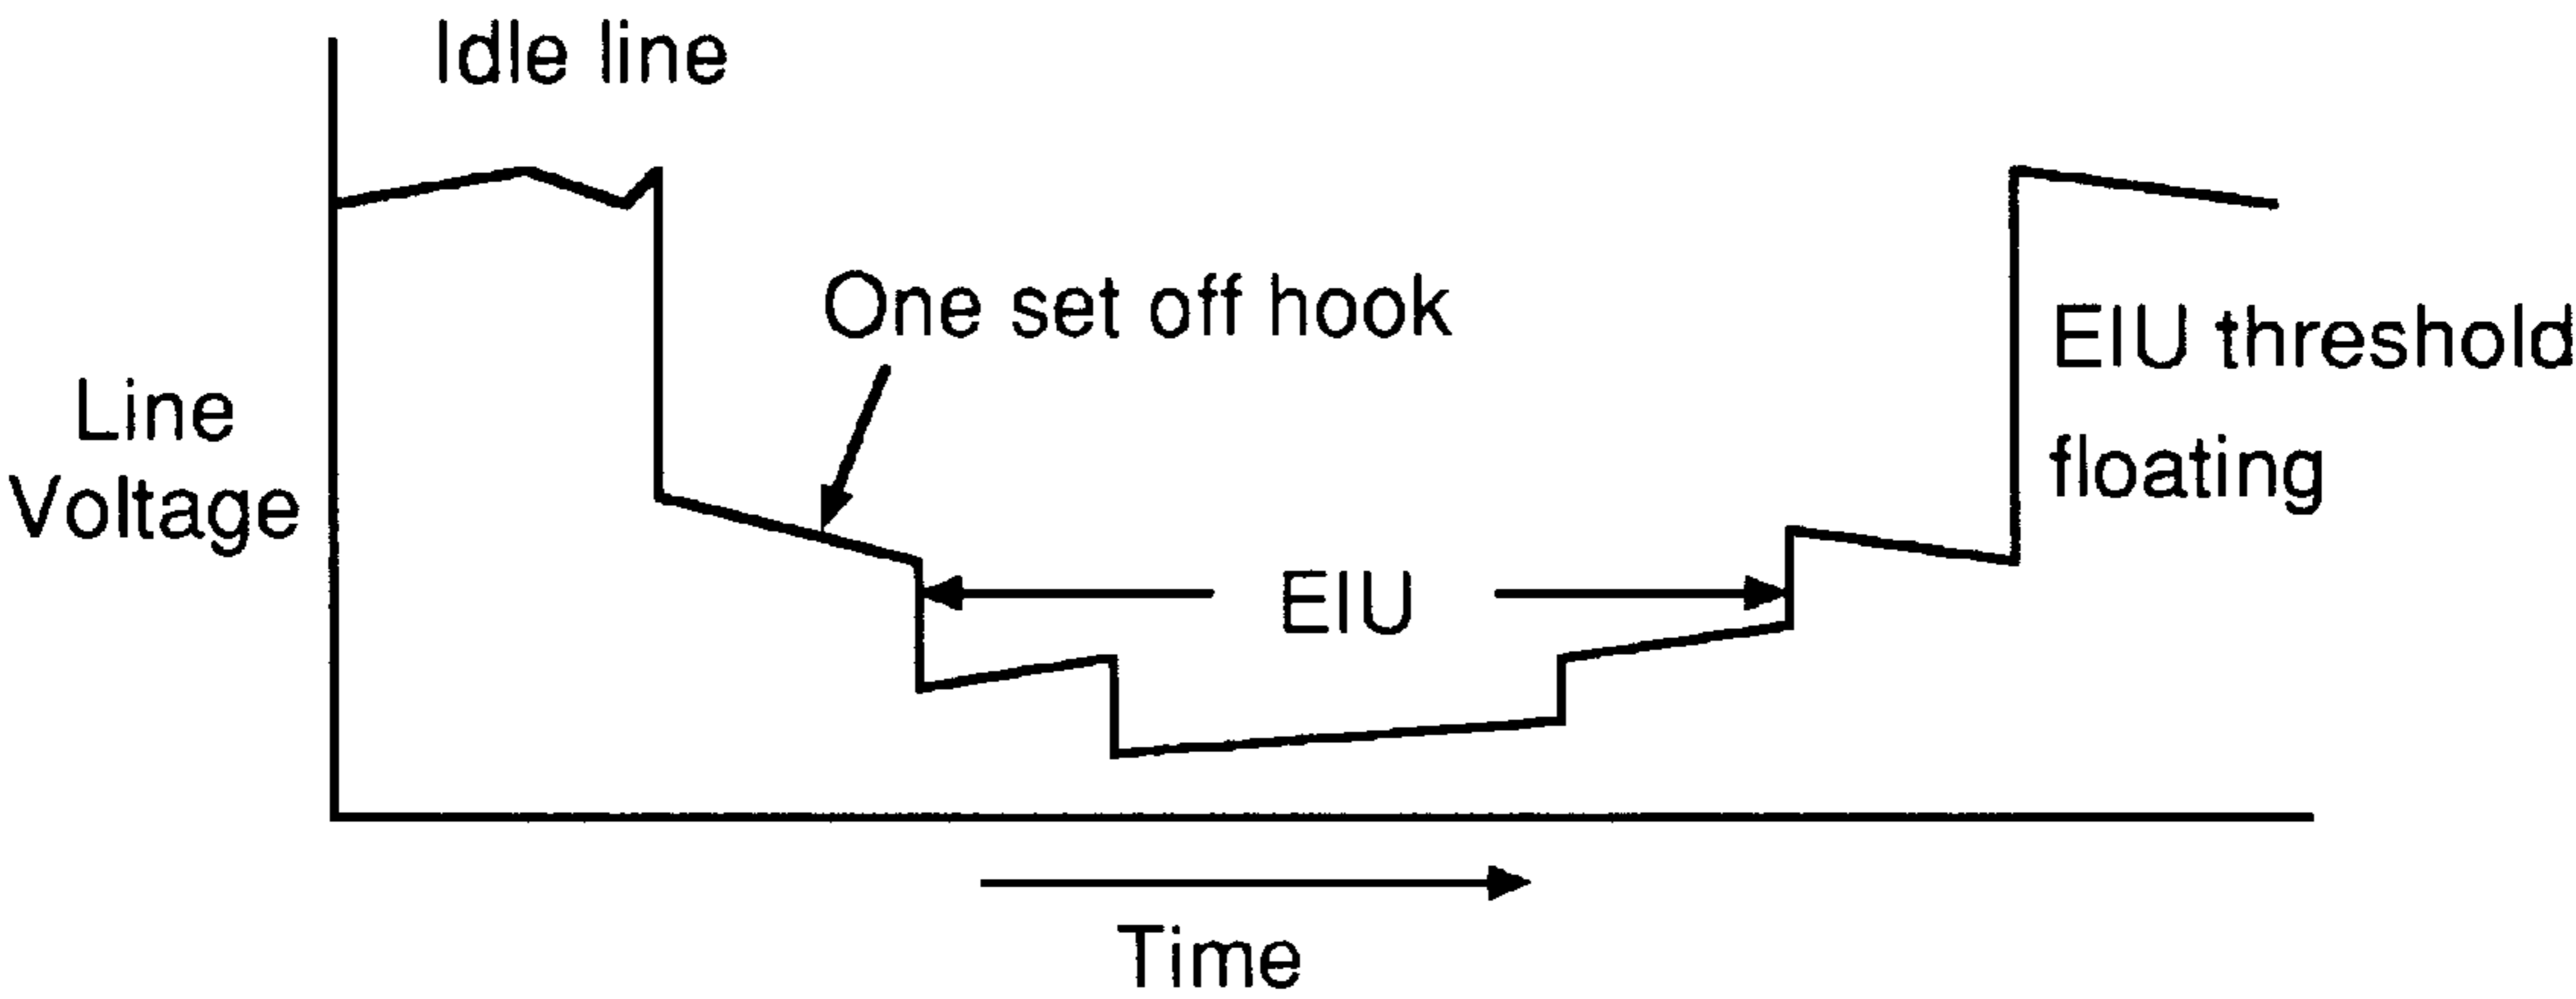 Idle line
One set off hook
EIU threshold
floating
Line
Voltage
EIU
Time